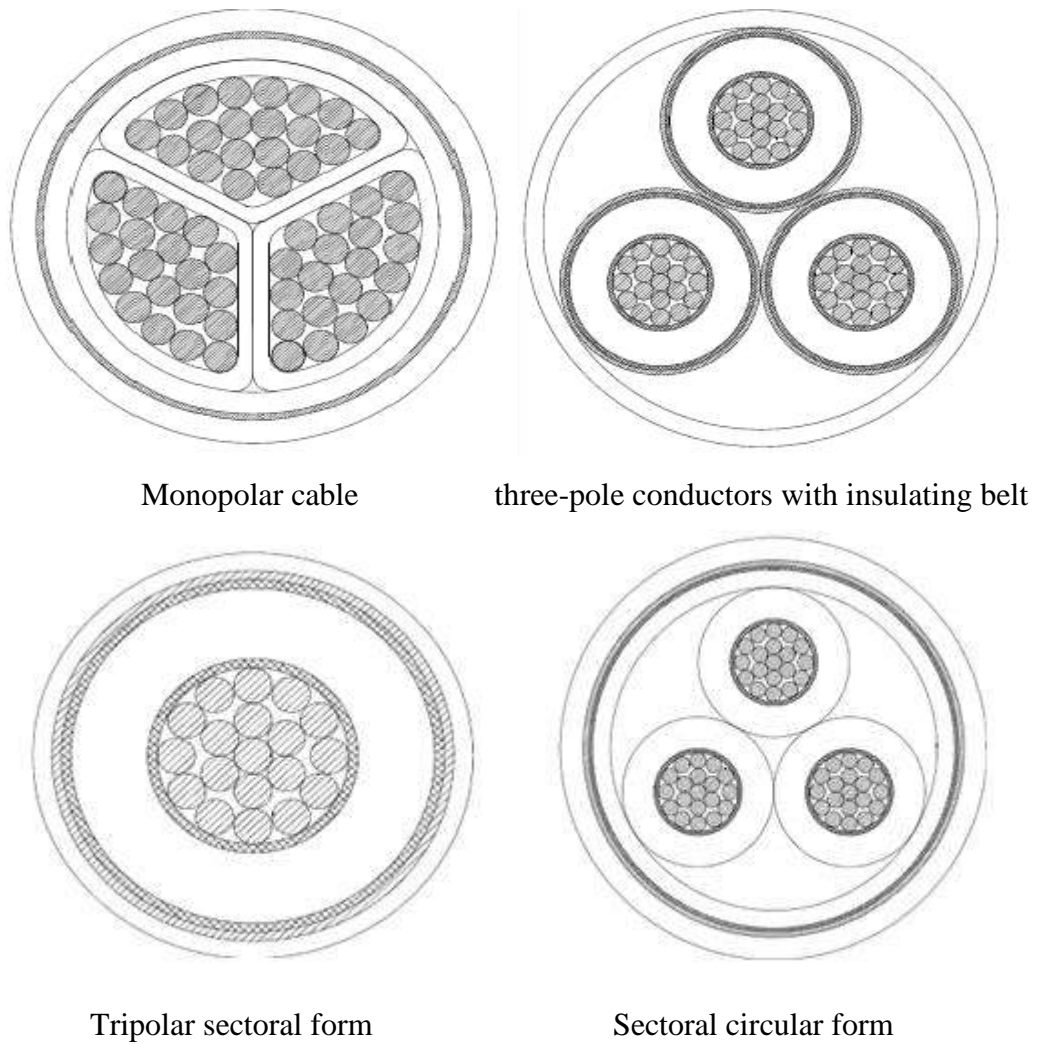 Monopolar cable
three-pole conductors with insulating belt
Tripolar sectoral form
Sectoral circular form